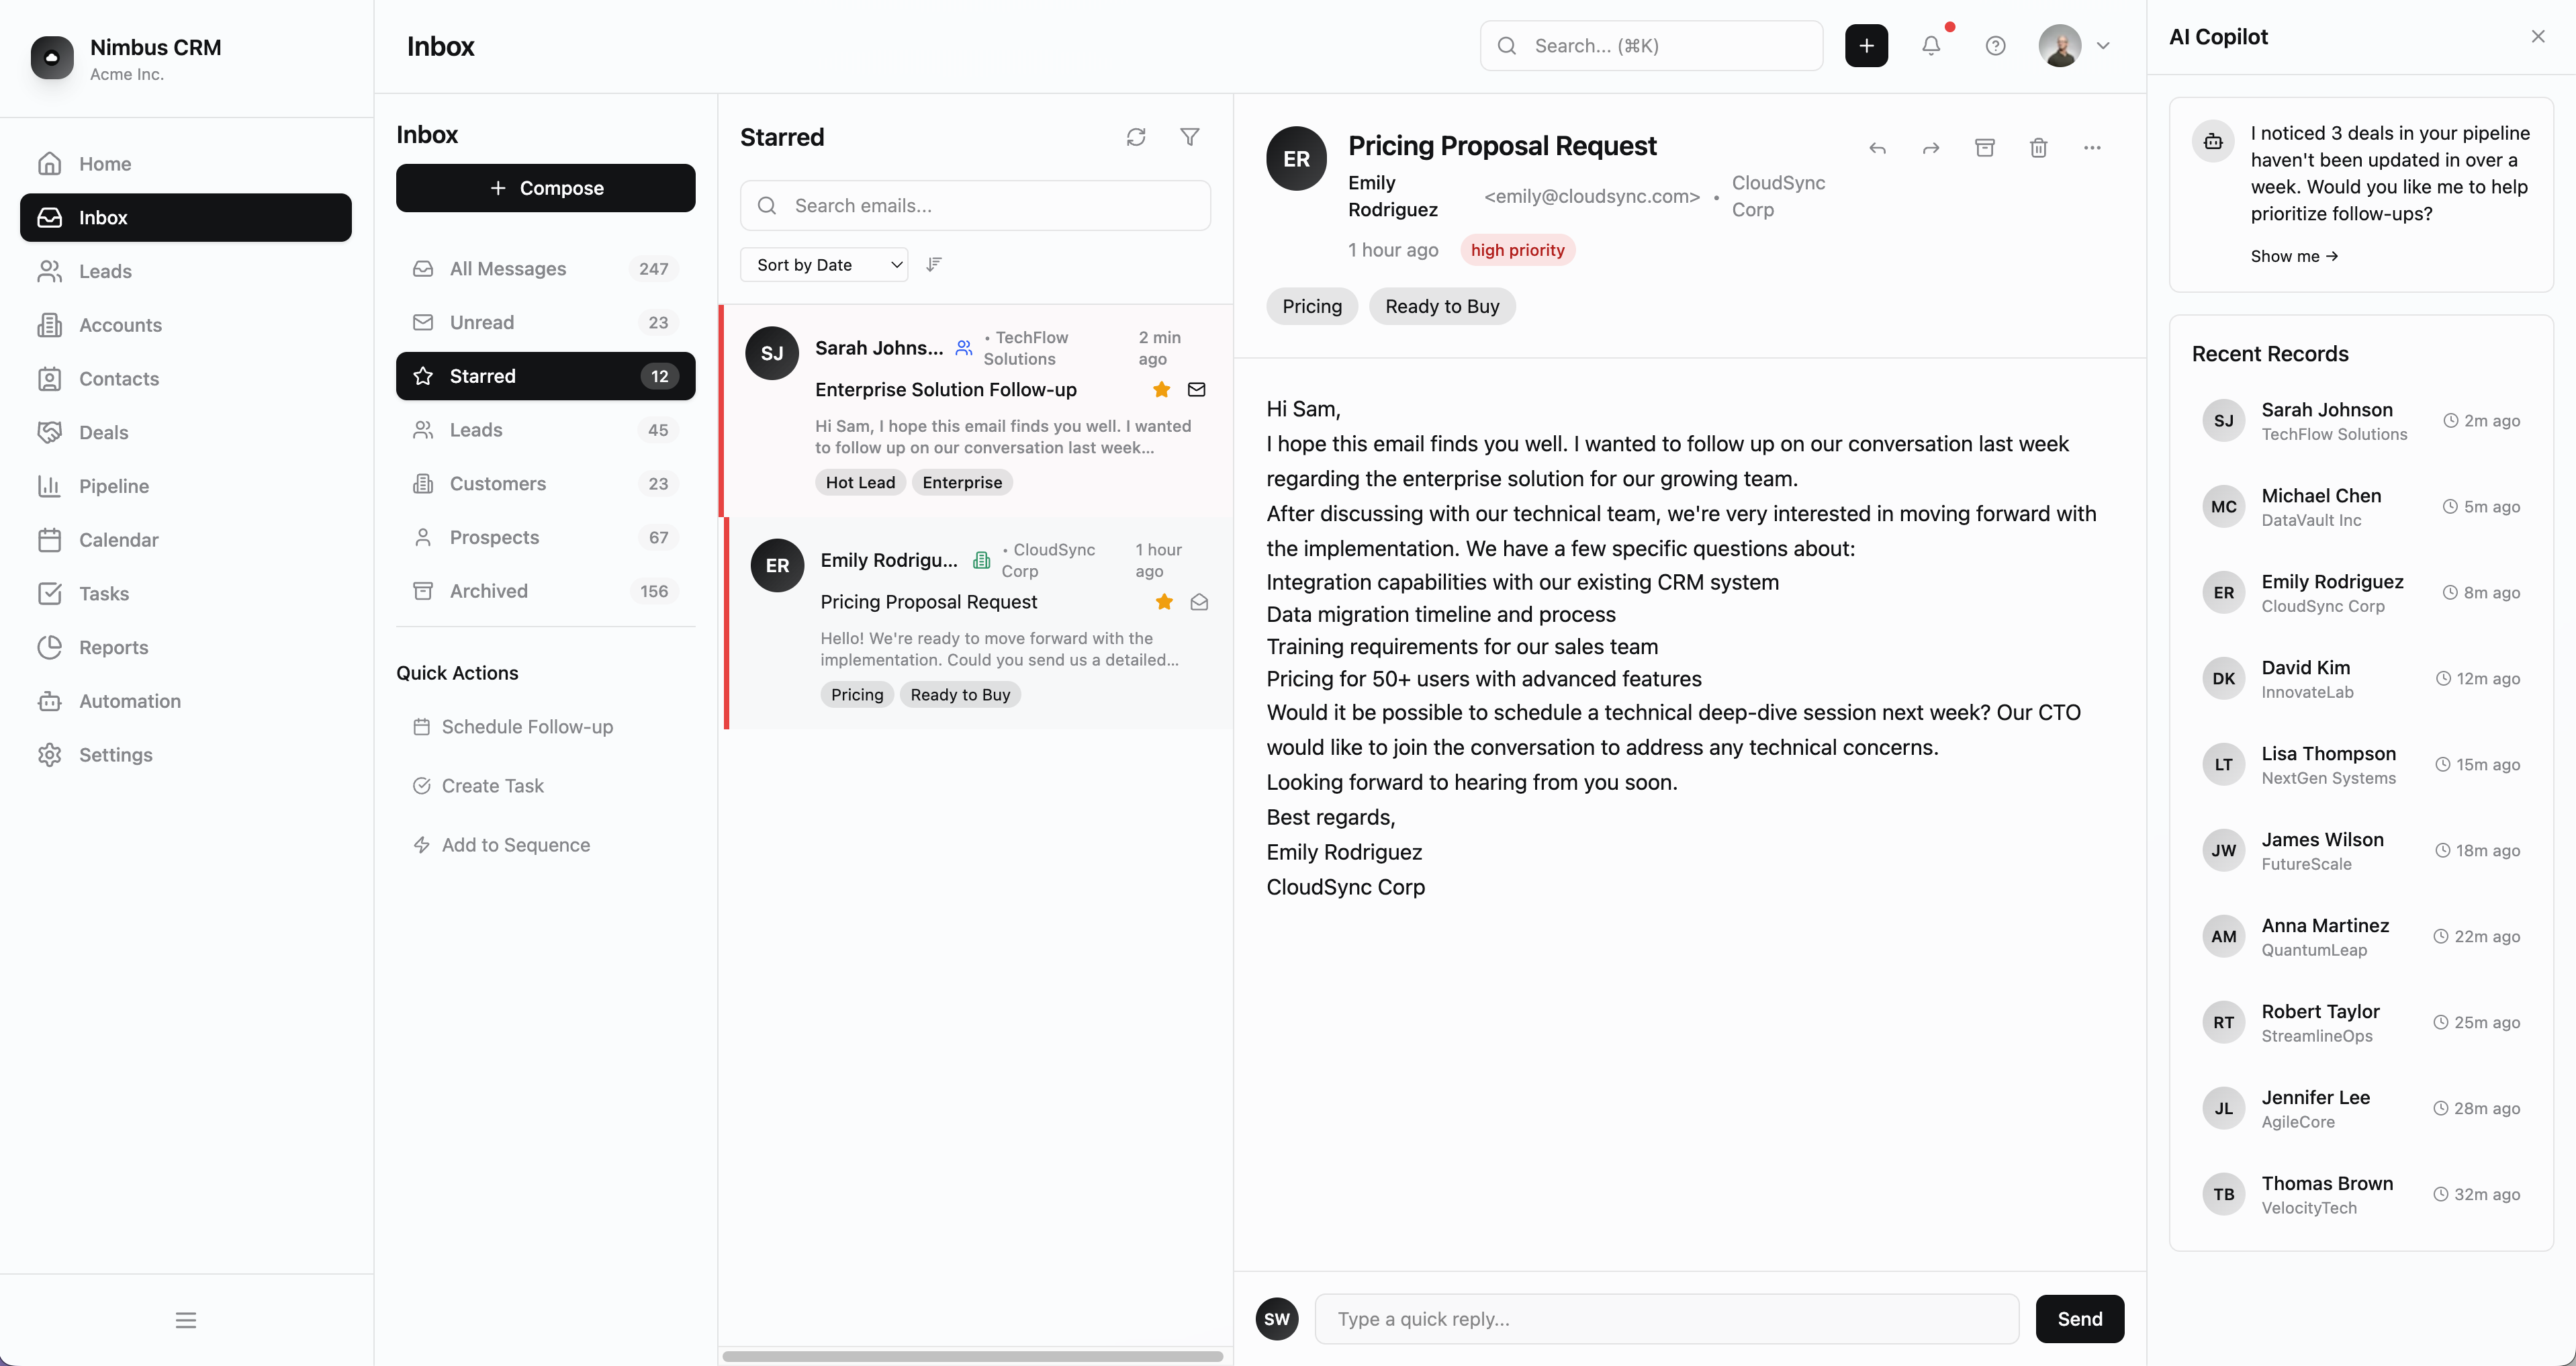 Nimbus CRM
Acme Inc.
Home
Inbox
Leads
Accounts
Contacts
Deals
Pipeline
Calendar
Tasks
Reports
Automation
Settings
Inbox
Search... (⌘K)
Inbox
Compose
All Messages 247
Unread 23
Starred 12
Leads 45
Customers 23
Prospects 67
Archived 156
Quick Actions
Schedule Follow-up
Create Task
Add to Sequence
Starred
Search emails...
Sort by Date
SJ
Sarah Johns...
• TechFlow
Solutions
2 min
ago
Enterprise Solution Follow-up
Hi Sam, I hope this email finds you well. I wanted
to follow up on our conversation last week...
Hot Lead Enterprise
ER
Emily Rodrigu...
• CloudSync
Corp
1 hour
ago
Pricing Proposal Request
Hello! We're ready to move forward with the
implementation. Could you send us a detailed...
Pricing Ready to Buy
ER
Pricing Proposal Request
Emily
Rodriguez
<emily@cloudsync.com>
•
CloudSync
Corp
1 hour ago high priority
Pricing Ready to Buy
Hi Sam,
I hope this email finds you well. I wanted to follow up on our conversation last week
regarding the enterprise solution for our growing team.
After discussing with our technical team, we're very interested in moving forward with
the implementation. We have a few specific questions about:
Integration capabilities with our existing CRM system
Data migration timeline and process
Training requirements for our sales team
Pricing for 50+ users with advanced features
Would it be possible to schedule a technical deep-dive session next week? Our CTO
would like to join the conversation to address any technical concerns.
Looking forward to hearing from you soon.
Best regards,
Emily Rodriguez
CloudSync Corp
SW
Type a quick reply...
Send
AI Copilot
I noticed 3 deals in your pipeline
haven't been updated in over a
week. Would you like me to help
prioritize follow-ups?
Show me →
Recent Records
SJ
Sarah Johnson
TechFlow Solutions
2m ago
MC
Michael Chen
DataVault Inc
5m ago
ER
Emily Rodriguez
CloudSync Corp
8m ago
DK
David Kim
InnovateLab
12m ago
LT
Lisa Thompson
NextGen Systems
15m ago
JW
James Wilson
FutureScale
18m ago
AM
Anna Martinez
QuantumLeap
22m ago
RT
Robert Taylor
StreamlineOps
25m ago
JL
Jennifer Lee
AgileCore
28m ago
TB
Thomas Brown
VelocityTech
32m ago